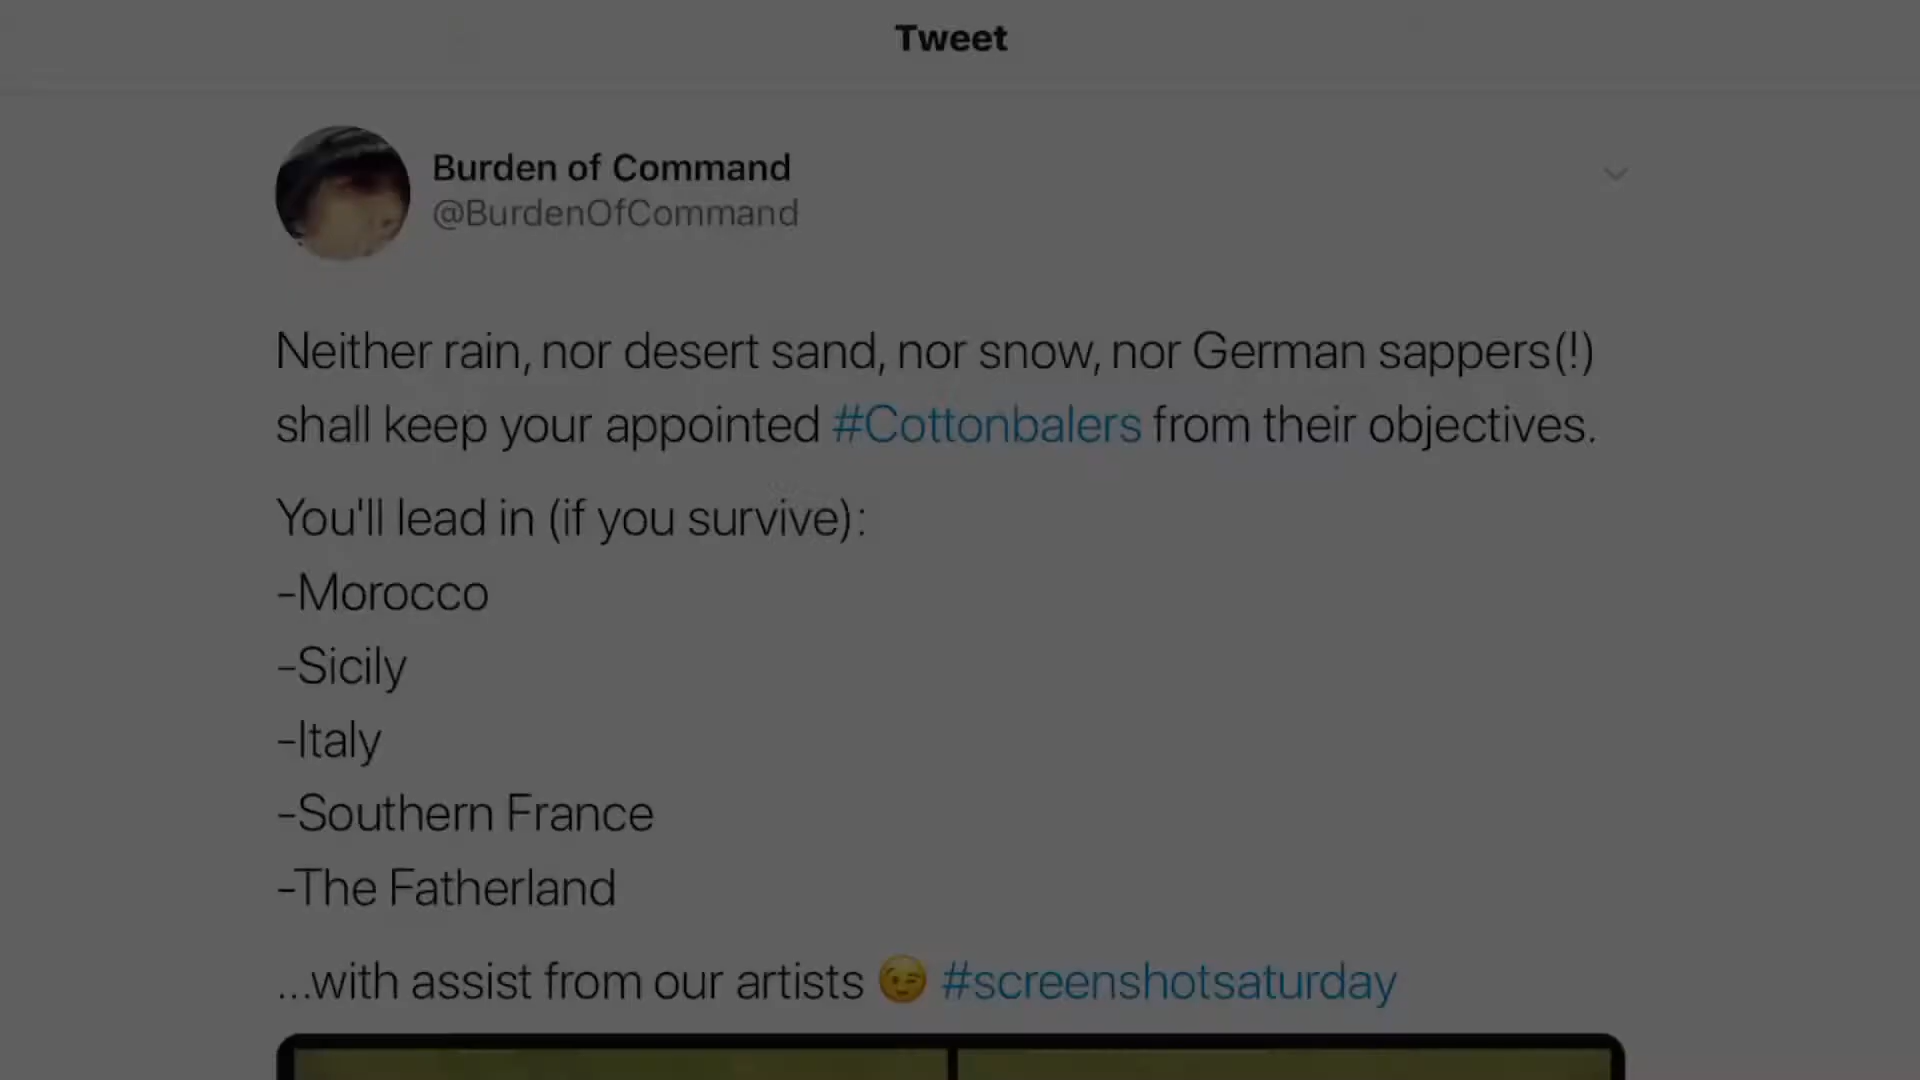 Tweet
Burden of Command
@BurdenOfCommand
Neither rain, nor desert sand, nor snow, nor German sappers(!)
shall keep your appointed #Cottonbalers from their objectives.
You'll lead in (if you survive):
-Morocco
-Sicily
-Italy
-Southern France
-The Fatherland
...with assist from our artists 😉 #screenshotsaturday